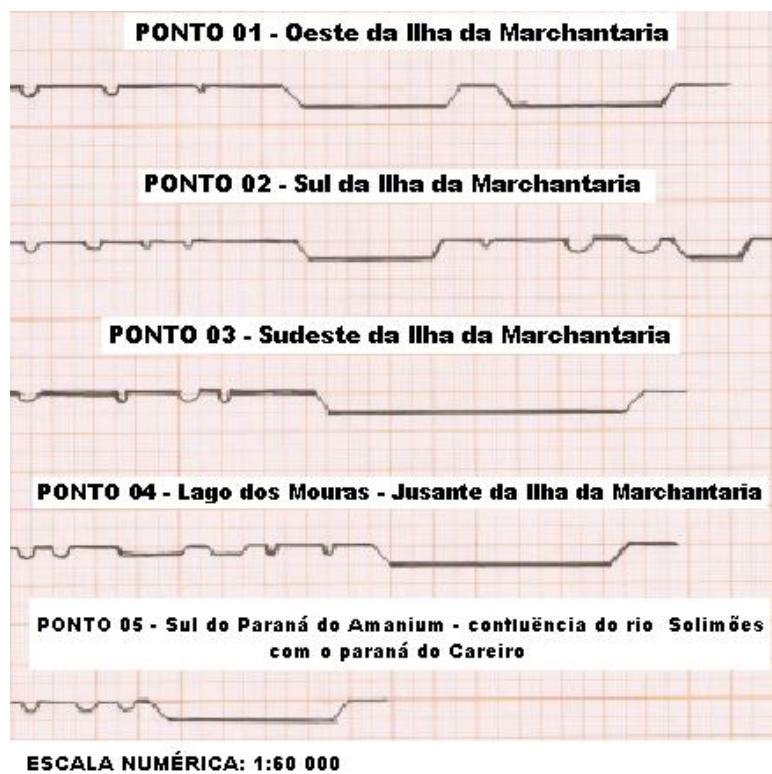 PONTO 01 - Oeste da Ilha da Marchantaria
PONTO 02 - Sul da Ilha da Marchantaria
PONTO 03 - Sudeste da Ilha da Marchantaria
PONTO 04 - Lago dos Mouras - Jusante da Ilha da Marchantaria
PONTO 05 - Sul do Paraná do Amanium - confluência do rio Solimões
com o paraná do Careiro
ESCALA NUMÉRICA: 1:60 000